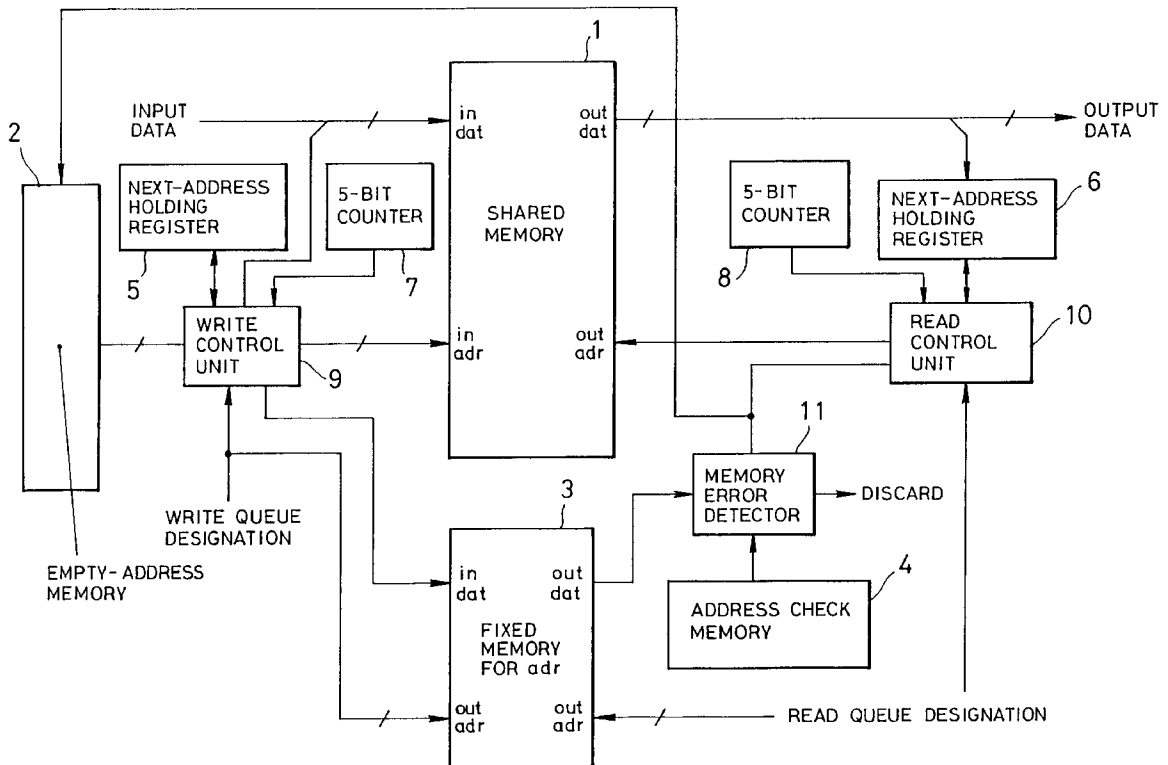 1
INPUT
DATA
in
dat
out
dat
OUTPUT
DATA
2
NEXT-ADDRESS
HOLDING
REGISTER
5
5-BIT
COUNTER
7
SHARED
MEMORY
5-BIT
COUNTER
8
NEXT-ADDRESS
HOLDING
REGISTER
6
WRITE
CONTROL
UNIT
9
in
adr
out
adr
READ
CONTROL
UNIT
10
11
MEMORY
ERROR
DETECTOR
DISCARD
WRITE QUEUE
DESIGNATION
EMPTY-ADDRESS
MEMORY
3
in
dat
out
dat
FIXED
MEMORY
FOR adr
out
adr
out
adr
4
ADDRESS CHECK
MEMORY
READ QUEUE DESIGNATION